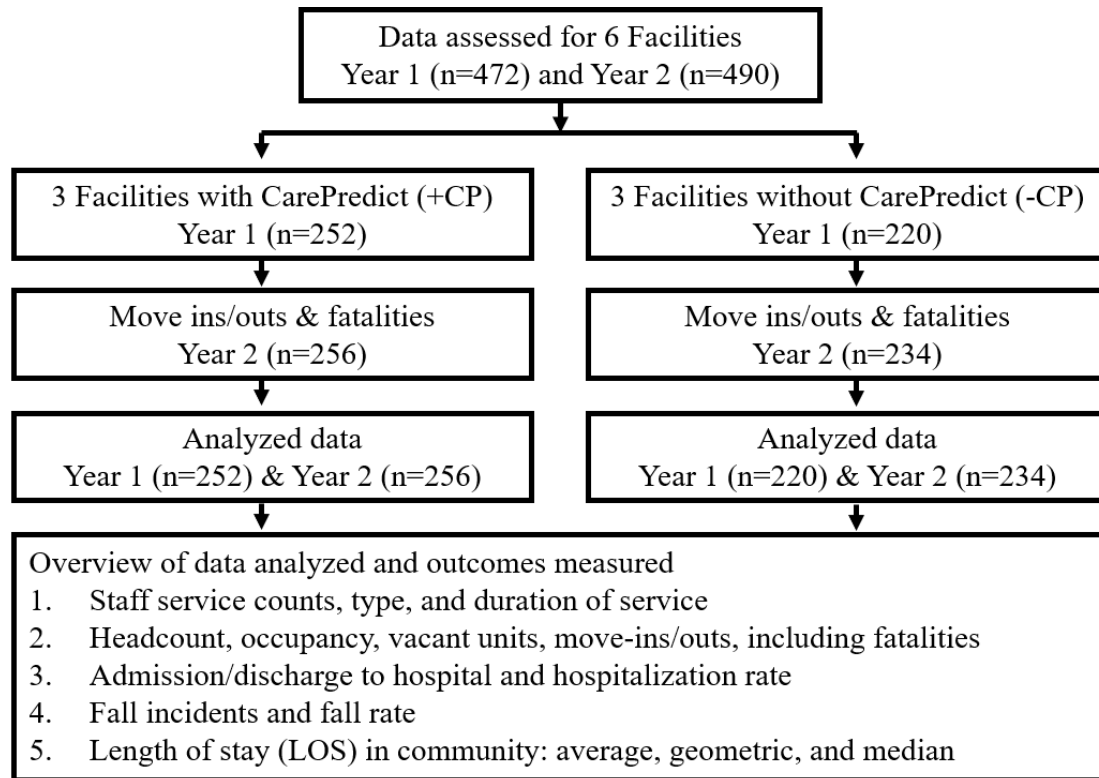 Data assessed for 6 Facilities
Year 1 (n=472) and Year 2 (n=490)
3 Facilities with CarePredict (+CP)
Year 1 (n=252)
3 Facilities without CarePredict (-CP)
Year 1 (n=220)
Move ins/outs & fatalities
Year 2 (n=256)
Move ins/outs & fatalities
Year 2 (n=234)
Analyzed data
Year 1 (n=252) & Year 2 (n=256)
Analyzed data
Year 1 (n=220) & Year 2 (n=234)
Overview of data analyzed and outcomes measured
1. Staff service counts, type, and duration of service
2. Headcount, occupancy, vacant units, move-ins/outs, including fatalities
3. Admission/discharge to hospital and hospitalization rate
4. Fall incidents and fall rate
5. Length of stay (LOS) in community: average, geometric, and median